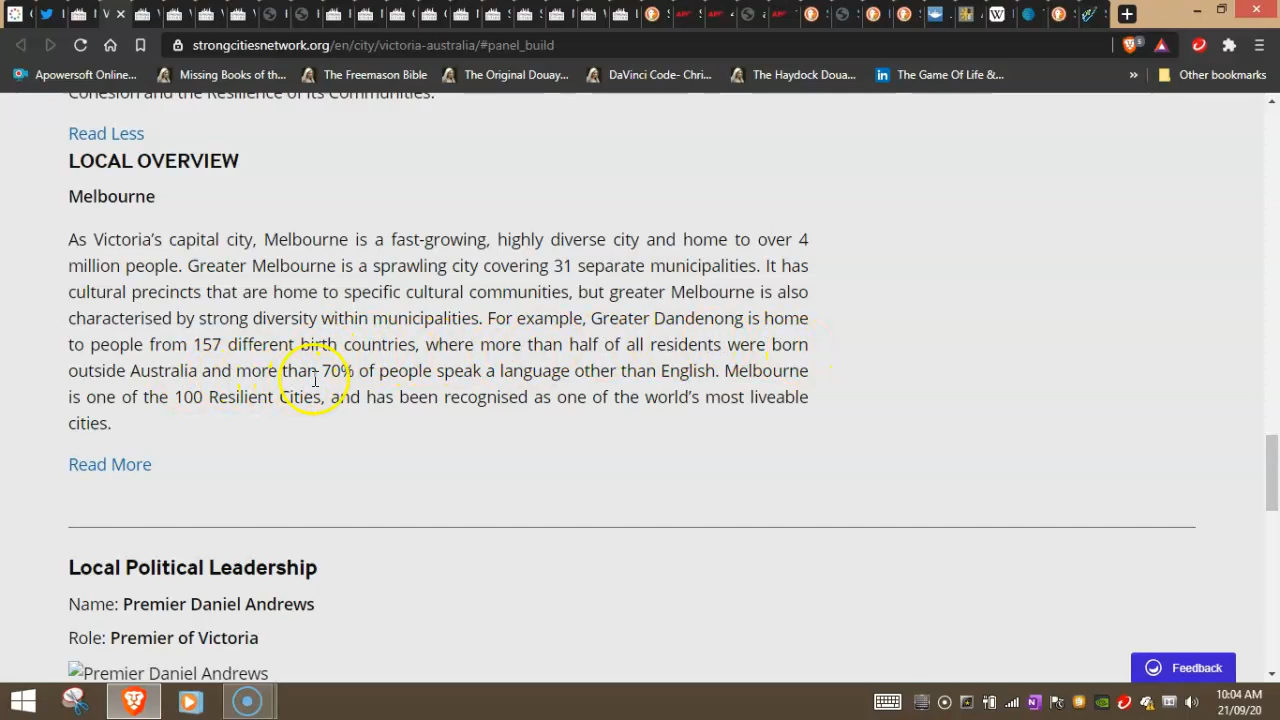 V
strongcitiesnetwork.org/en/city/victoria-australia/#panel_build
5
Apowersoft Online...
Missing Books of th...
The Freemason Bible
The Original Douay...
DaVinci Code- Chri...
The Haydock Doua...
The Game Of Life &...
»
Other bookmarks
Cohesion and the Resilience of its Communities.
Read Less
LOCAL OVERVIEW
Melbourne
As Victoria's capital city, Melbourne is a fast-growing, highly diverse city and home to over 4
million people. Greater Melbourne is a sprawling city covering 31 separate municipalities. It has
cultural precincts that are home to specific cultural communities, but greater Melbourne is also
characterised by strong diversity within municipalities. For example, Greater Dandenong is home
to people from 157 different birth countries, where more than half of all residents were born
outside Australia and more than 70% of people speak a language other than English. Melbourne
is one of the 100 Resilient Cities, and has been recognised as one of the world's most liveable
cities.
Read More
Local Political Leadership
Name: Premier Daniel Andrews
Role: Premier of Victoria
Premier Daniel Andrews
Feedback
10:04 AM
21/09/20